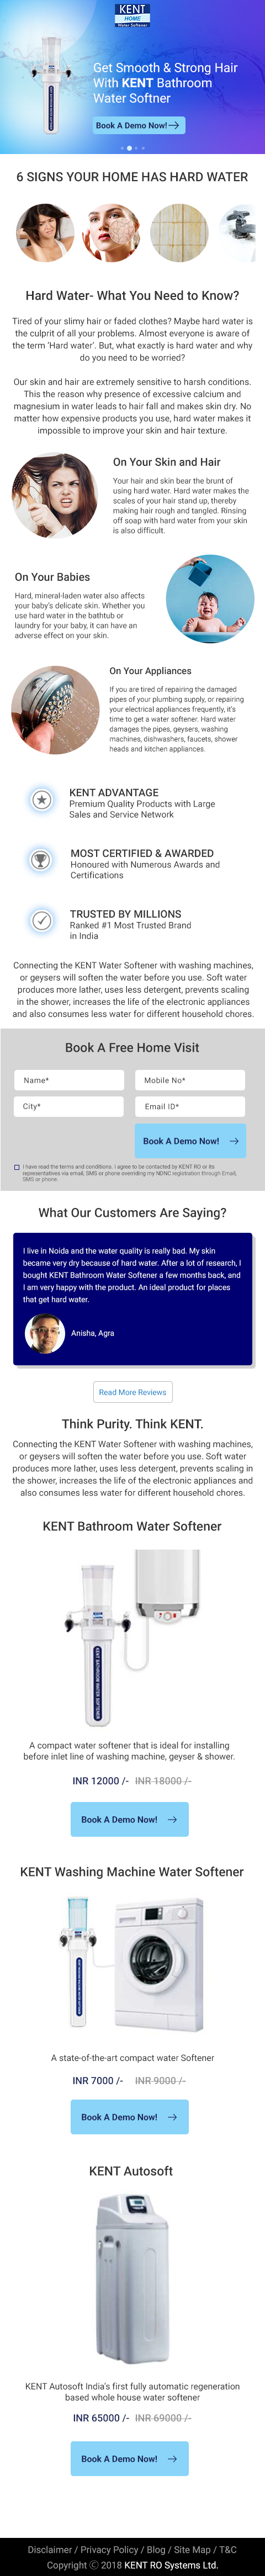 KENT
HOME
Water Softener
Get Smooth & Strong Hair
With KENT Bathroom
Water Softner
Book A Demo Now!
6 SIGNS YOUR HOME HAS HARD WATER
Hard Water- What You Need to Know?
Tired of your slimy hair or faded clothes? Maybe hard water is
the culprit of all your problems. Almost everyone is aware of
the term ‘Hard water’. But, what exactly is hard water and why
do you need to be worried?
Our skin and hair are extremely sensitive to harsh conditions.
This the reason why presence of excessive calcium and
magnesium in water leads to hair fall and makes skin dry. No
matter how expensive products you use, hard water makes it
impossible to improve your skin and hair texture.
On Your Skin and Hair
Your hair and skin bear the brunt of
using hard water. Hard water makes the
scales of your hair stand up, thereby
making hair rough and tangled. Rinsing
off soap with hard water from your skin
is also difficult.
On Your Babies
Hard, mineral-laden water also affects
your baby's delicate skin. Whether you
use hard water in the bathtub or
laundry for your baby, it can have an
adverse effect on your skin.
On Your Appliances
If you are tired of repairing the damaged
pipes of your plumbing supply, or repairing
your electrical appliances frequently, it's
time to get a water softener. Hard water
damages the pipes, geysers, washing
machines, dishwashers, faucets, shower
heads and kitchen appliances.
KENT ADVANTAGE
Premium Quality Products with Large
Sales and Service Network
MOST CERTIFIED & AWARDED
Honoured with Numerous Awards and
Certifications
TRUSTED BY MILLIONS
Ranked #1 Most Trusted Brand
in India
Connecting the KENT Water Softener with washing machines,
or geysers will soften the water before you use. Soft water
produces more lather, uses less detergent, prevents scaling
in the shower, increases the life of the electronic appliances
and also consumes less water for different household chores.
Book A Free Home Visit
Name*
Mobile No*
City*
Email ID*
Book A Demo Now!
I have read the terms and conditions. I agree to be contacted by KENT RO or its
representatives via email, SMS or phone overriding my NDNC registration through Email,
SMS or phone.
What Our Customers Are Saying?
I live in Noida and the water quality is really bad. My skin
became very dry because of hard water. After a lot of research, I
bought KENT Bathroom Water Softener a few months back, and
I am very happy with the product. An ideal product for places
that get hard water.
Anisha, Agra
Read More Reviews
Think Purity. Think KENT.
Connecting the KENT Water Softener with washing machines,
or geysers will soften the water before you use. Soft water
produces more lather, uses less detergent, prevents scaling in
the shower, increases the life of the electronic appliances and
also consumes less water for different household chores.
KENT Bathroom Water Softener
KENT BATHROOM WATER SOFTENER
A compact water softener that is ideal for installing
before inlet line of washing machine, geyser & shower.
INR 12000 /- INR 18000 /-
Book A Demo Now!
KENT Washing Machine Water Softener
A state-of-the-art compact water Softener
INR 7000 /- INR 9000 /-
Book A Demo Now!
KENT Autosoft
KENT Autosoft India's first fully automatic regeneration
based whole house water softener
INR 65000 /- INR 69000 /-
Book A Demo Now!
Disclaimer / Privacy Policy / Blog / Site Map / T&C
Copyright © 2018 KENT RO Systems Ltd.